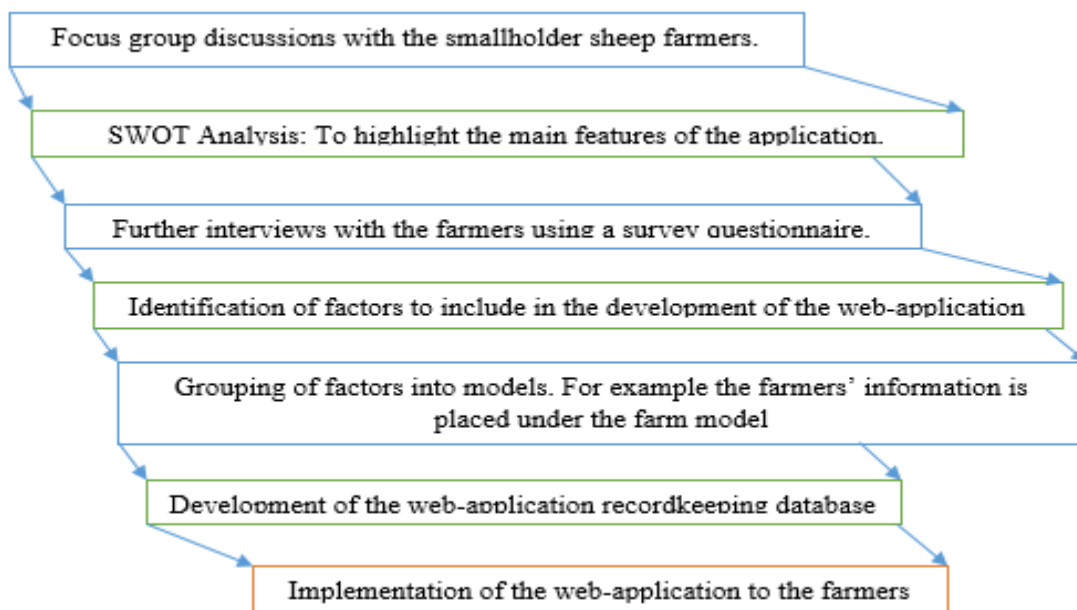 Focus group discussions with the smallholder sheep farmers.
SWOT Analysis: To highlight the main features of the application.
Further interviews with the farmers using a survey questionnaire.
Identification of factors to include in the development of the web-application
Grouping of factors into models. For example the farmers’ information is
placed under the farm model
Development of the web-application recordkeeping database
Implementation of the web-application to the farmers